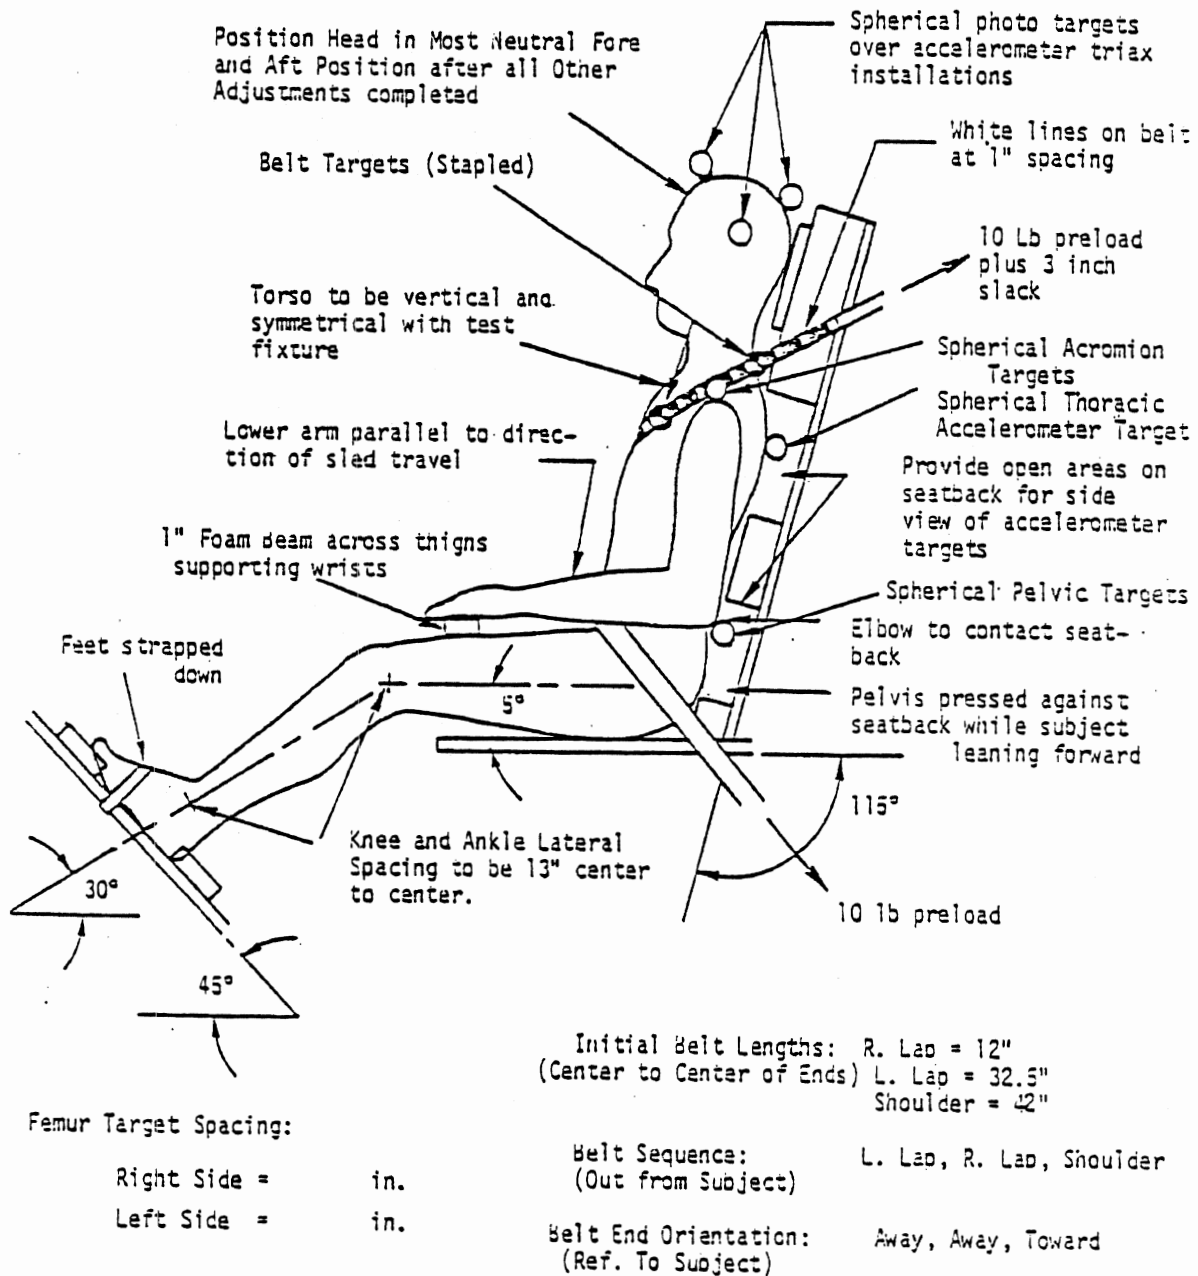 Position Head in Most Neutral Fore
and Aft Position after all Other
Adjustments completed
Spherical photo targets
over accelerometer triax
installations
Belt Targets (Stapled)
White lines on belt
at 1" spacing
10 Lb preload
plus 3 inch
slack
Torso to be vertical and
symmetrical with test
fixture
Spherical Acromion
Targets
Spherical Thoracic
Accelerometer Target
Lower arm parallel to direc-
tion of sled travel
Provide open areas on
seatback for side
view of accelerometer
targets
1" Foam Beam across thighs
supporting wrists
Spherical Pelvic Targets
Elbow to contact seat-
back
Feet strapped
down
Pelvis pressed against
seatback while subject
leaning forward
5°
115°
Knee and Ankle Lateral
Spacing to be 13" center
to center.
30°
10 lb preload
45°
Initial Belt Lengths: R. Lap = 12"
(Center to Center of Ends) L. Lap = 32.5"
Shoulder = 42"
Femur Target Spacing:
Right Side = in.
Left Side = in.
Belt Sequence: L. Lap, R. Lap, Shoulder
(Out from Subject)
Belt End Orientation: Away, Away, Toward
(Ref. To Subject)